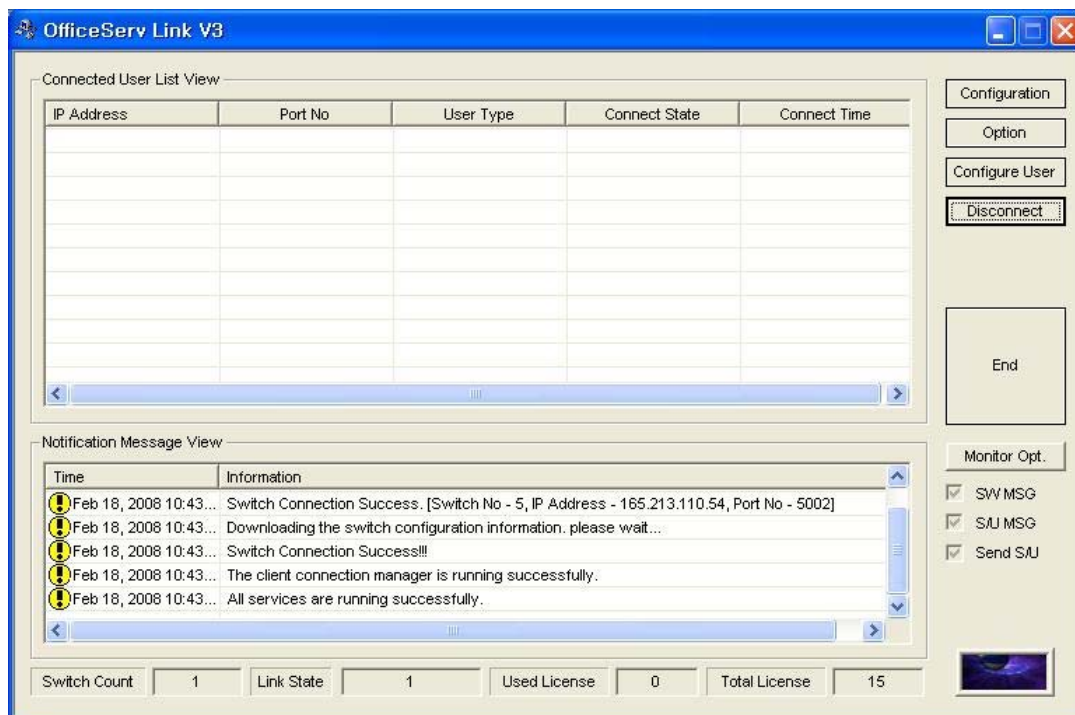 OfficeServ Link V3
Connected User List View
IP Address Port No User Type Connect State Connect Time
Configuration
Option
Configure User
Disconnect
End
Notification Message View
Time Information
Feb 18, 2008 10:43... Switch Connection Success. [Switch No - 5, IP Address - 165.213.110.54, Port No - 5002]
Feb 18, 2008 10:43... Downloading the switch configuration information. please wait...
Feb 18, 2008 10:43... Switch Connection Success!!!
Feb 18, 2008 10:43... The client connection manager is running successfully.
Feb 18, 2008 10:43... All services are running successfully.
Monitor Opt.
SW MSG
S/U MSG
Send S/U
Switch Count 1 Link State 1 Used License 0 Total License 15